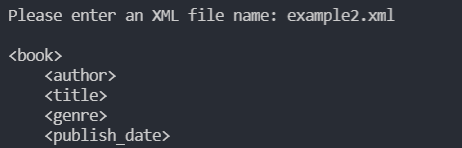 Please enter an XML file name: example2.xml
<book>
    <author>
    <title>
    <genre>
    <publish_date>